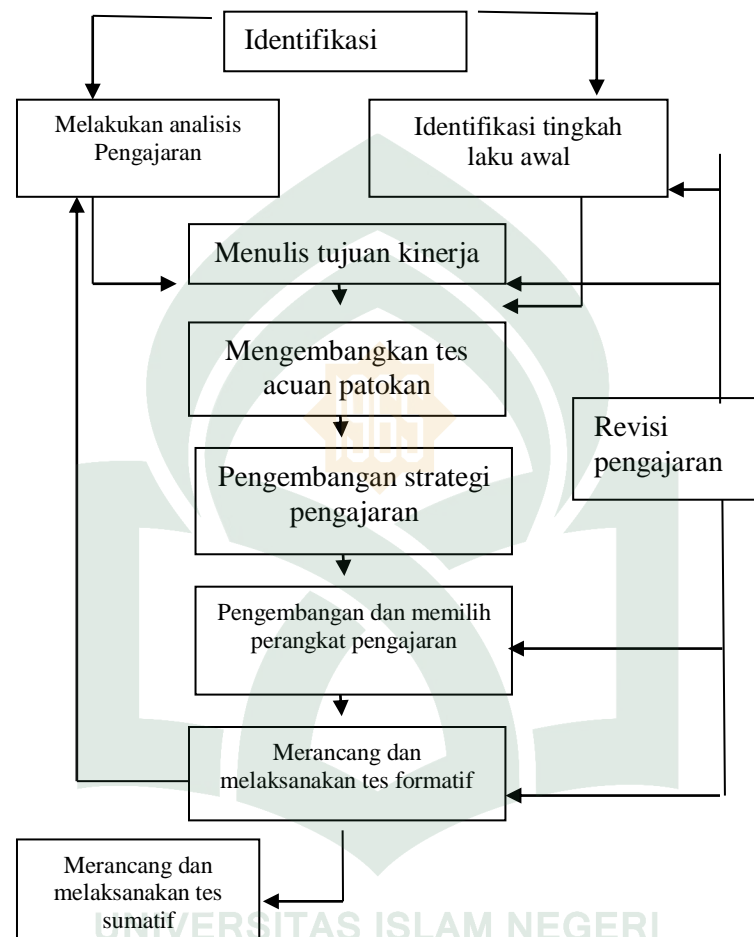 Identifikasi
Melakukan analisis
Pengajaran
Identifikasi tingkah
laku awal
Menulis tujuan kinerja
Mengembangkan tes
acuan patokan
Revisi
pengajaran
Pengembangan strategi
pengajaran
Pengembangan dan memilih
perangkat pengajaran
Merancang dan
melaksanakan tes formatif
Merancang dan
melaksanakan tes
sumatif
UNIVERSITAS ISLAM NEGERI